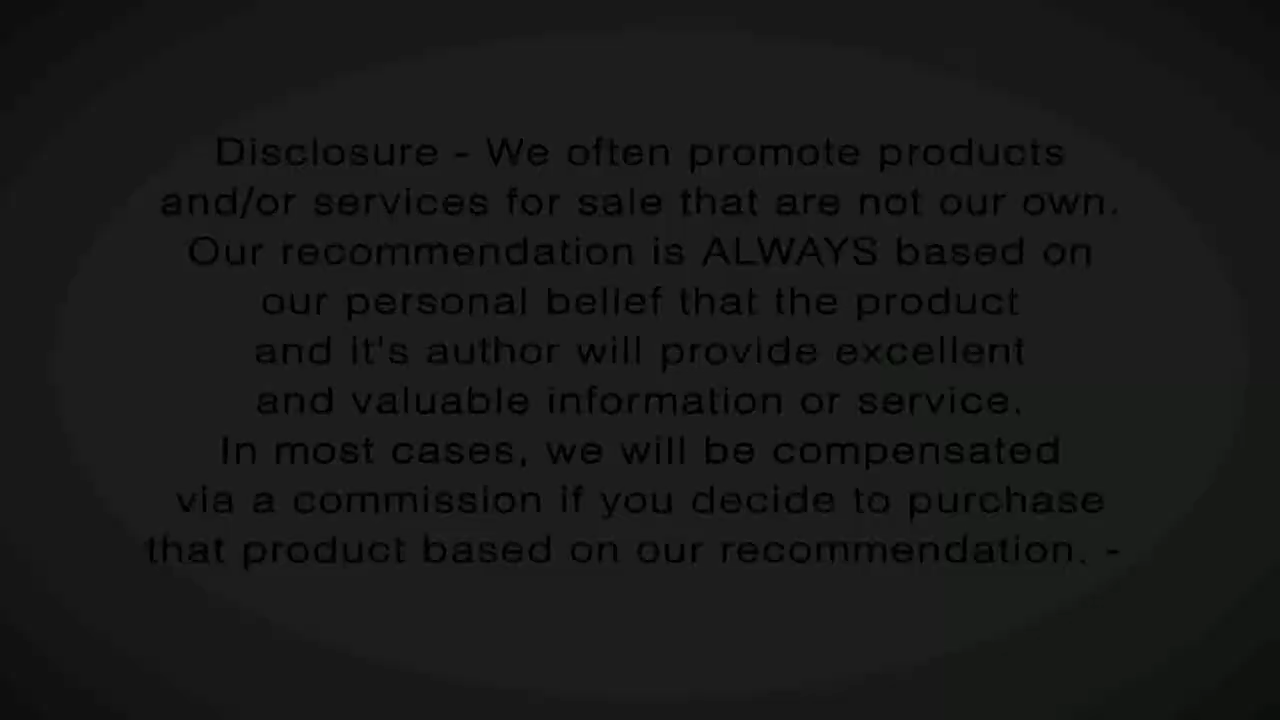 Disclosure - We often promote products
and/or services for sale that are not our own.
Our recommendation is ALWAYS based on
our personal belief that the product
and it's author will provide excellent
and valuable information or service.
In most cases, we will be compensated
via a commission if you decide to purchase
that product based on our recommendation. -